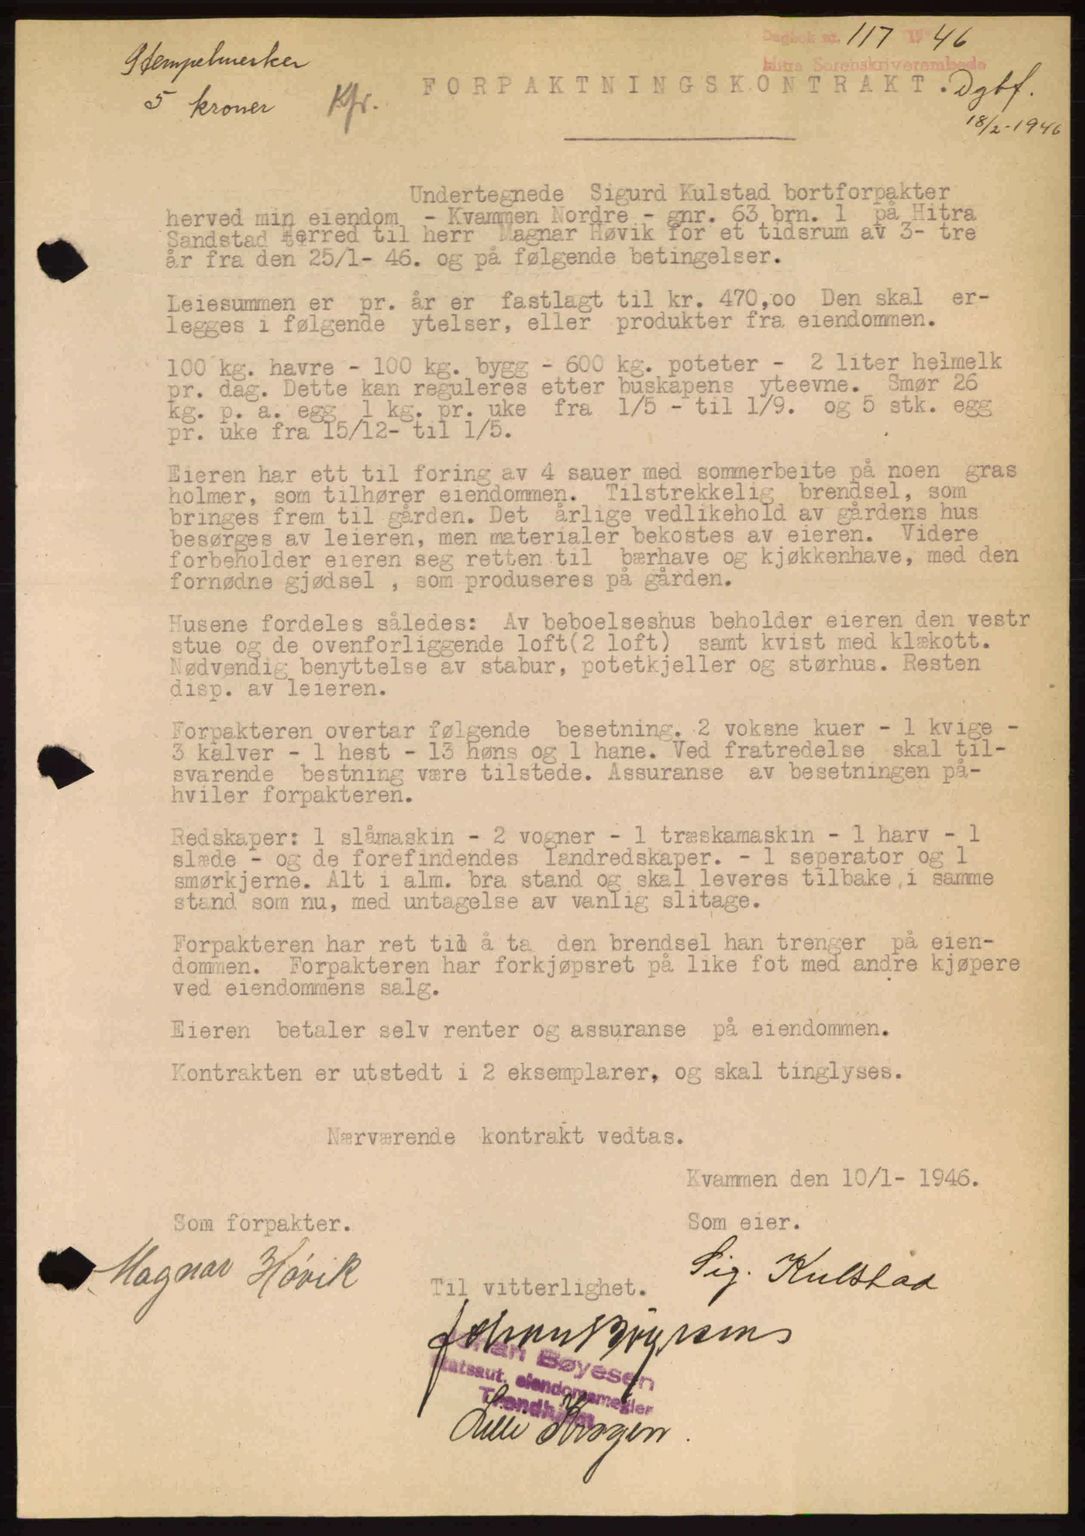 Dagbok nr. 117 1946
Hitra Sorenskriverembede
Stempelmerker
5 kroner
Kfr.
FORPAKTNINGSKONTRAKT.
Dgbf.
18/2-1946
Undertegnede Sigurd Kulstad bortforpakter
herved min eiendom - Kvammen Nordre - gnr. 63 brn. 1 på Hitra
Sandstad herred til herr Magnar Høvik for et tidsrum av 3- tre
år fra den 25/1- 46. og på følgende betingelser.
Leiesummen er pr. år er fastlagt til kr. 470,oo Den skal er-
legges i følgende ytelser, eller produkter fra eiendommen.
100 kg. havre - 100 kg. bygg - 600 kg. poteter - 2 liter helmelk
pr. dag. Dette kan reguleres etter buskapens yteevne. Smør 26
kg. p. a. egg 1 kg. pr. uke fra 1/5 - til 1/9. og 5 stk. egg
pr. uke fra 15/12- til 1/5.
Eieren har ett til foring av 4 sauer med sommerbeite på noen gras
holmer, som tilhører eiendommen. Tilstrekkelig brendsel, som
bringes frem til gården. Det årlige vedlikehold av gårdens hus
besørges av leieren, men materialer bekostes av eieren. Videre
forbeholder eieren seg retten til bærhave og kjøkkenhave, med den
fornødne gjødsel , som produseres på gården.
Husene fordeles således: Av beboelseshus beholder eieren den vestr
stue og de ovenforliggende loft(2 loft) samt kvist med klækott.
Nødvendig benyttelse av stabur, potetkjeller og størhus. Resten
disp. av leieren.
Forpakteren overtar følgende besetning. 2 voksne kuer - 1 kvige -
3 kalver - 1 hest - 13 høns og 1 hane. Ved fratredelse skal til-
svarende bestning være tilstede. Assuranse av besetningen på-
hviler forpakteren.
Redskaper: 1 slåmaskin - 2 vogner - 1 træskamaskin - 1 harv - 1
slæde - og de forefindendes landredskaper. - 1 seperator og 1
smørkjerne. Alt i alm. bra stand og skal leveres tilbake, i samme
stand som nu, med untagelse av vanlig slitage.
Forpakteren har ret til å ta den brendsel han trenger på eien-
dommen. Forpakteren har forkjøpsret på like fot med andre kjøpere
ved eiendommens salg.
Eieren betaler selv renter og assuranse på eiendommen.
Kontrakten er utstedt i 2 eksemplarer, og skal tinglyses.
Nærværende kontrakt vedtas.
Kvammen den 10/1- 1946.
Som forpakter.
Som eier.
Magnar Høvik
Sig. Kulstad
Til vitterlighet.
Johan Bøyesen
Johan Bøyesen
Statsaut. eiendomsmegler
Trondheim
Lilli Krogen.